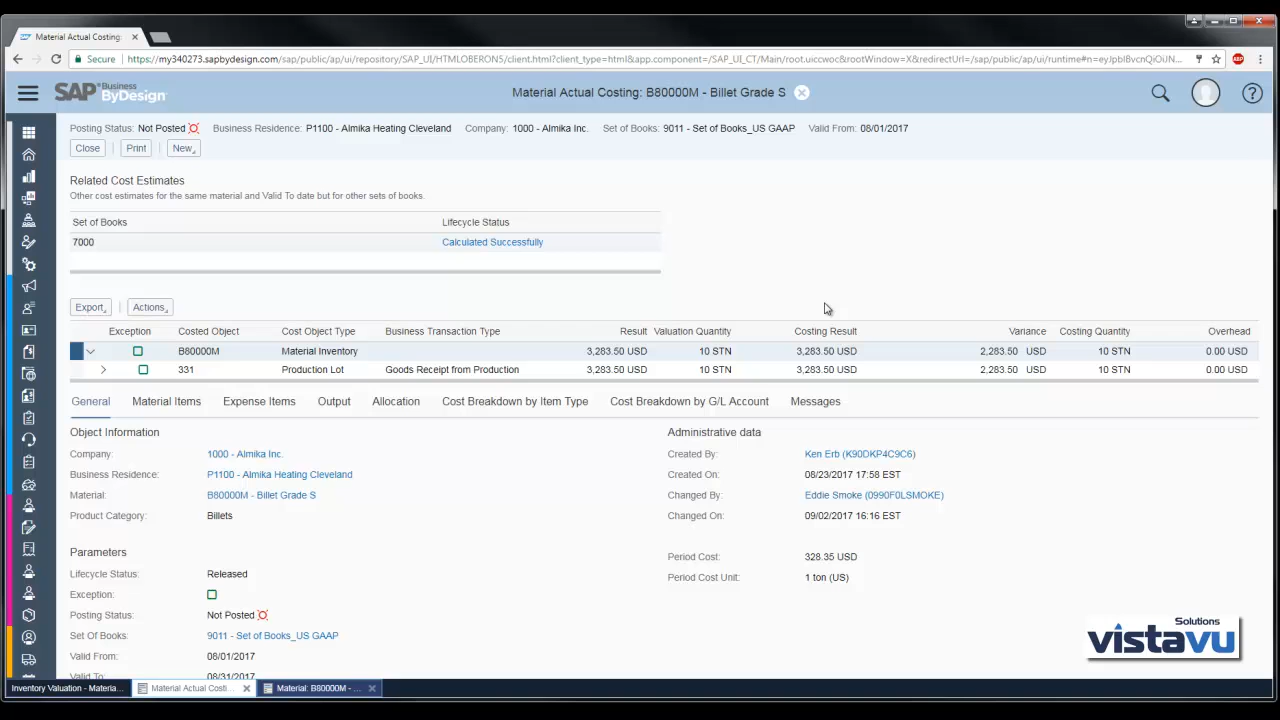 Material Actual Costing:
Secure https://my340273.sapbydesign.com/sap/public/ap/ui/repository/SAP_UI/HTMLOBERON5/client.html?client_type=html&app.component=/SAP_UI_CT/Main/root.uiccwoc&rootWindow=X&redirectUrl=/sap/public/ap/ui/runtime#n=eyJpblBvcnQiOiJN...
SAP Business ByDesign
Material Actual Costing: B80000M - Billet Grade S
Posting Status: Not Posted Business Residence: P1100 - Almika Heating Cleveland Company: 1000 - Almika Inc. Set of Books: 9011 - Set of Books_US GAAP Valid From: 08/01/2017
Close Print New
Related Cost Estimates
Other cost estimates for the same material and Valid To date but for other sets of books.
Set of Books Lifecycle Status
7000 Calculated Successfully
Export Actions
Exception Costed Object Cost Object Type Business Transaction Type Result Valuation Quantity Costing Result Variance Costing Quantity Overhead
B80000M Material Inventory 3,283.50 USD 10 STN 3,283.50 USD 2,283.50 USD 10 STN 0.00 USD
331 Production Lot Goods Receipt from Production 3,283.50 USD 10 STN 3,283.50 USD 2,283.50 USD 10 STN 0.00 USD
General Material Items Expense Items Output Allocation Cost Breakdown by Item Type Cost Breakdown by G/L Account Messages
Object Information Administrative data
Company: 1000 - Almika Inc. Created By: Ken Erb (K90DKP4C9C6)
Business Residence: P1100 - Almika Heating Cleveland Created On: 08/23/2017 17:58 EST
Material: B80000M - Billet Grade S Changed By: Eddie Smoke (0990F0LSMOKE)
Product Category: Billets Changed On: 09/02/2017 16:16 EST
Parameters Period Cost: 328.35 USD
Lifecycle Status: Released Period Cost Unit: 1 ton (US)
Exception:
Posting Status: Not Posted
Set Of Books: 9011 - Set of Books_US GAAP
Valid From: 08/01/2017
Valid To: 08/31/2017
Solutions
vistavu
Inventory Valuation - Materia... Material Actual Costi... Material: B80000M - ...